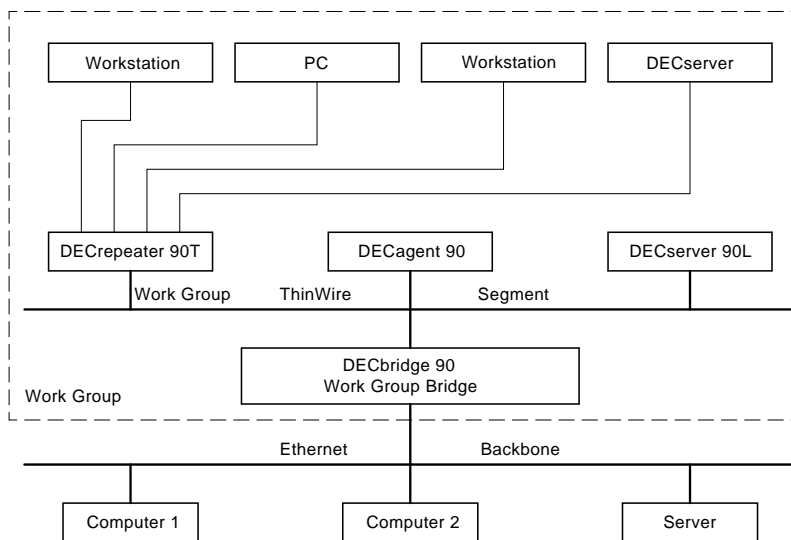 Workstation
PC
Workstation
DECserver
DECrepeater 90T
DECagent 90
DECserver 90L
Work Group ThinWire Segment
DECbridge 90
Work Group Bridge
Work Group
Ethernet Backbone
Computer 1
Computer 2
Server